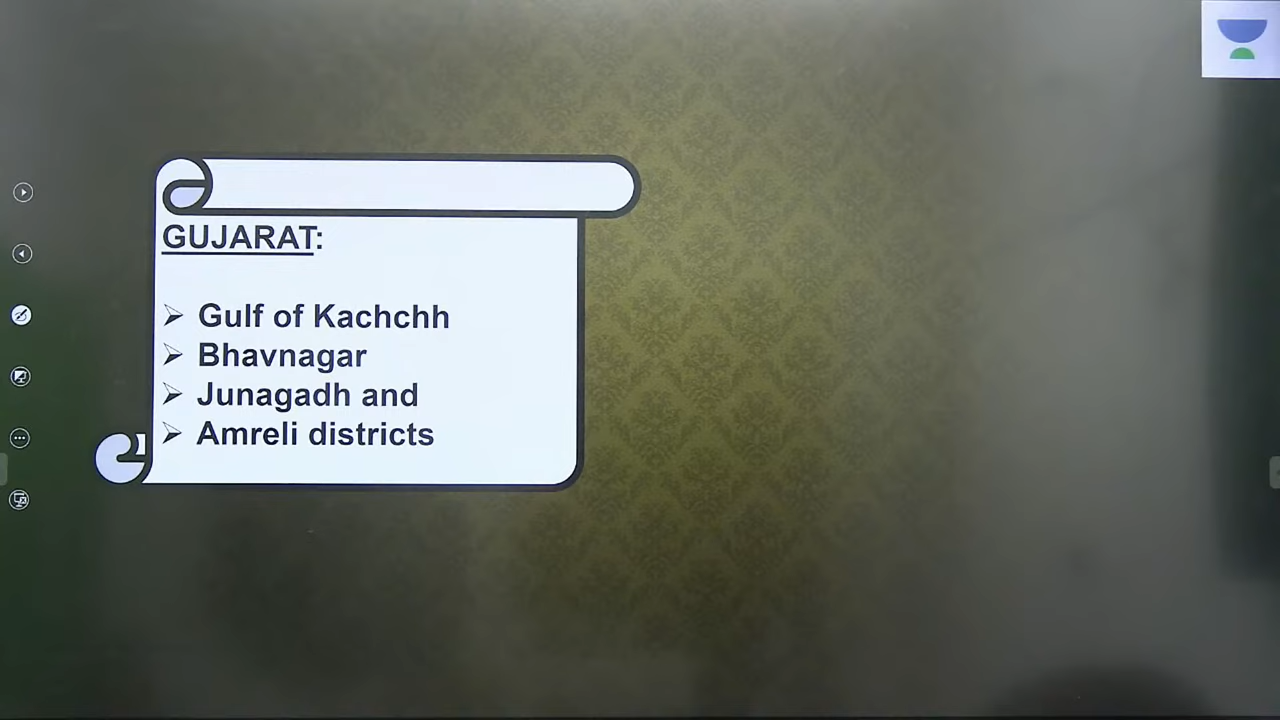 GUJARAT:
➢ Gulf of Kachchh
➢ Bhavnagar
➢ Junagadh and
➢ Amreli districts